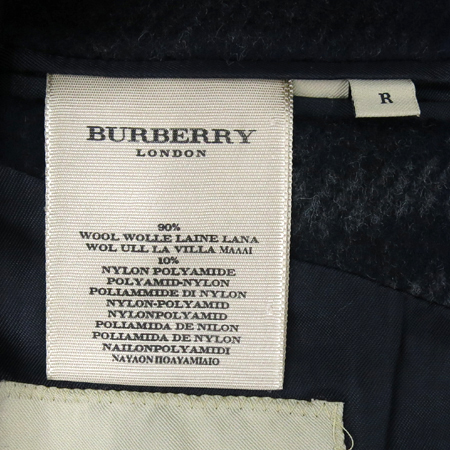 BURBERRY
LONDON
R
90%
WOOL WOLLE LAINE LANA
WOL ULL LA VILLA ΜΑΛΛΙ
10%
NYLON POLYAMIDE
POLYAMID-NYLON
POLIAMMIDE DI NYLON
NYLON-POLYAMID
NYLONPOLYAMID
POLIAMIDA DE NILON
POLIAMIDA DE NYLON
NAILONPOLYAMIDI
ΝΑΥΛΟΝ ΠΟΛΥΑΜΙΔΙΟ